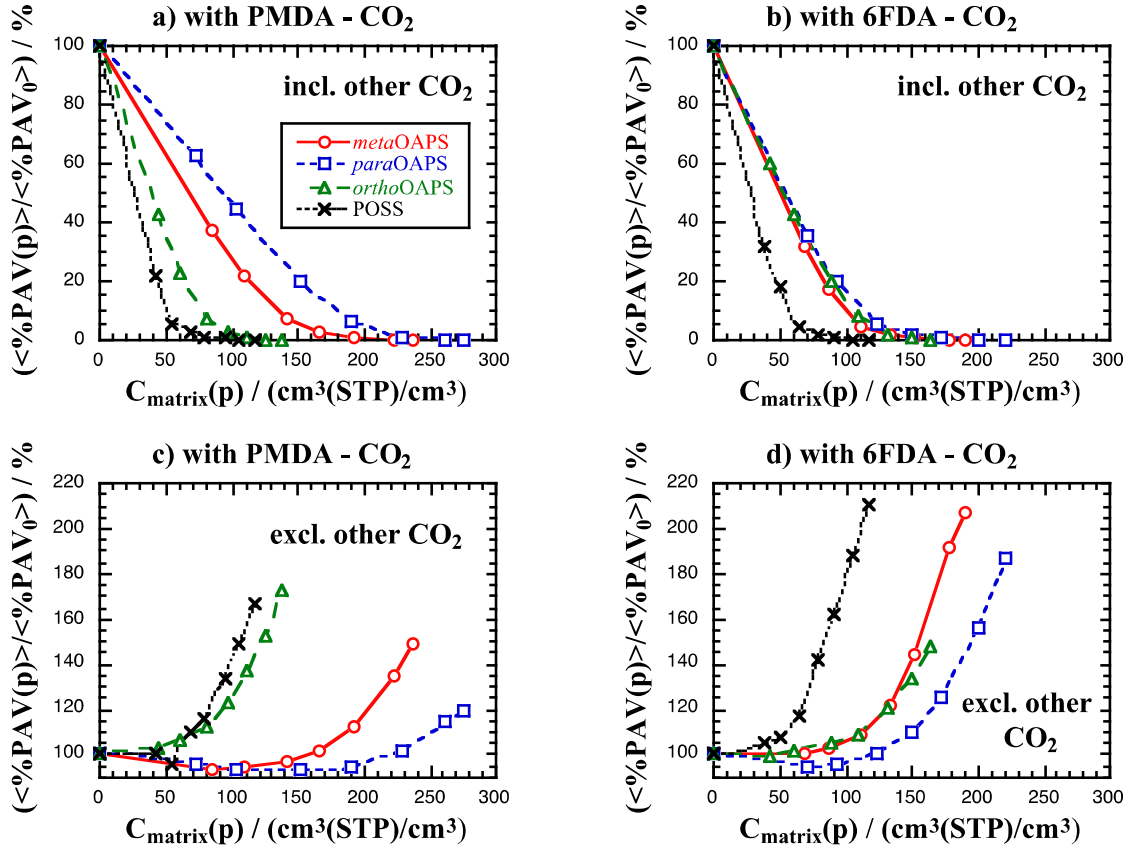 a) with PMDA - CO₂
(<%PAV(p)>/<%PAV₀>) / %
100
80
60
40
20
0
incl. other CO₂
metaOAPS
paraOAPS
orthoOAPS
POSS
0 50 100 150 200 250 300
Cmatrix(p) / (cm³(STP)/cm³)
b) with 6FDA - CO₂
(<%PAV(p)>/<%PAV₀>) / %
100
80
60
40
20
0
incl. other CO₂
0 50 100 150 200 250 300
Cmatrix(p) / (cm³(STP)/cm³)
c) with PMDA - CO₂
(<%PAV(p)>/<%PAV₀>) / %
220
200
180
160
140
120
100
excl. other CO₂
0 50 100 150 200 250 300
Cmatrix(p) / (cm³(STP)/cm³)
d) with 6FDA - CO₂
(<%PAV(p)>/<%PAV₀>) / %
220
200
180
160
140
120
100
excl. other
CO₂
0 50 100 150 200 250 300
Cmatrix(p) / (cm³(STP)/cm³)